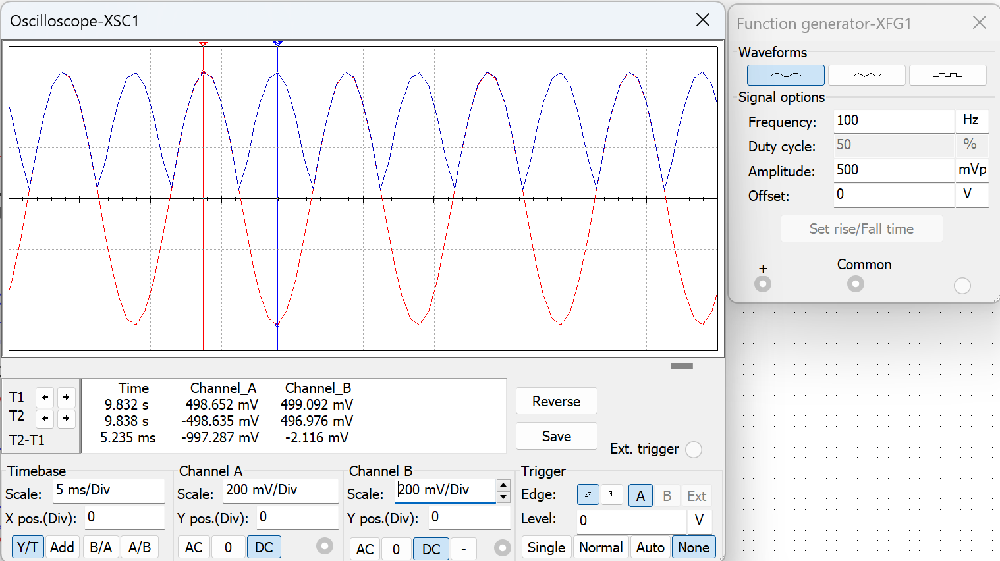 Oscilloscope-XSC1
1
2
Time Channel_A Channel_B
T1 9.832 s 498.652 mV 499.092 mV
T2 9.838 s -498.635 mV 496.976 mV
T2-T1 5.235 ms -997.287 mV -2.116 mV
Reverse
Save
Ext. trigger
Timebase
Scale: 5 ms/Div
X pos.(Div): 0
Y/T Add B/A A/B
Channel A
Scale: 200 mV/Div
Y pos.(Div): 0
AC 0 DC
Channel B
Scale: 200 mV/Div
Y pos.(Div): 0
AC 0 DC -
Trigger
Edge: A B Ext
Level: 0 V
Single Normal Auto None
Function generator-XFG1
Waveforms
Signal options
Frequency: 100 Hz
Duty cycle: 50 %
Amplitude: 500 mVp
Offset: 0 V
Set rise/Fall time
+ Common –